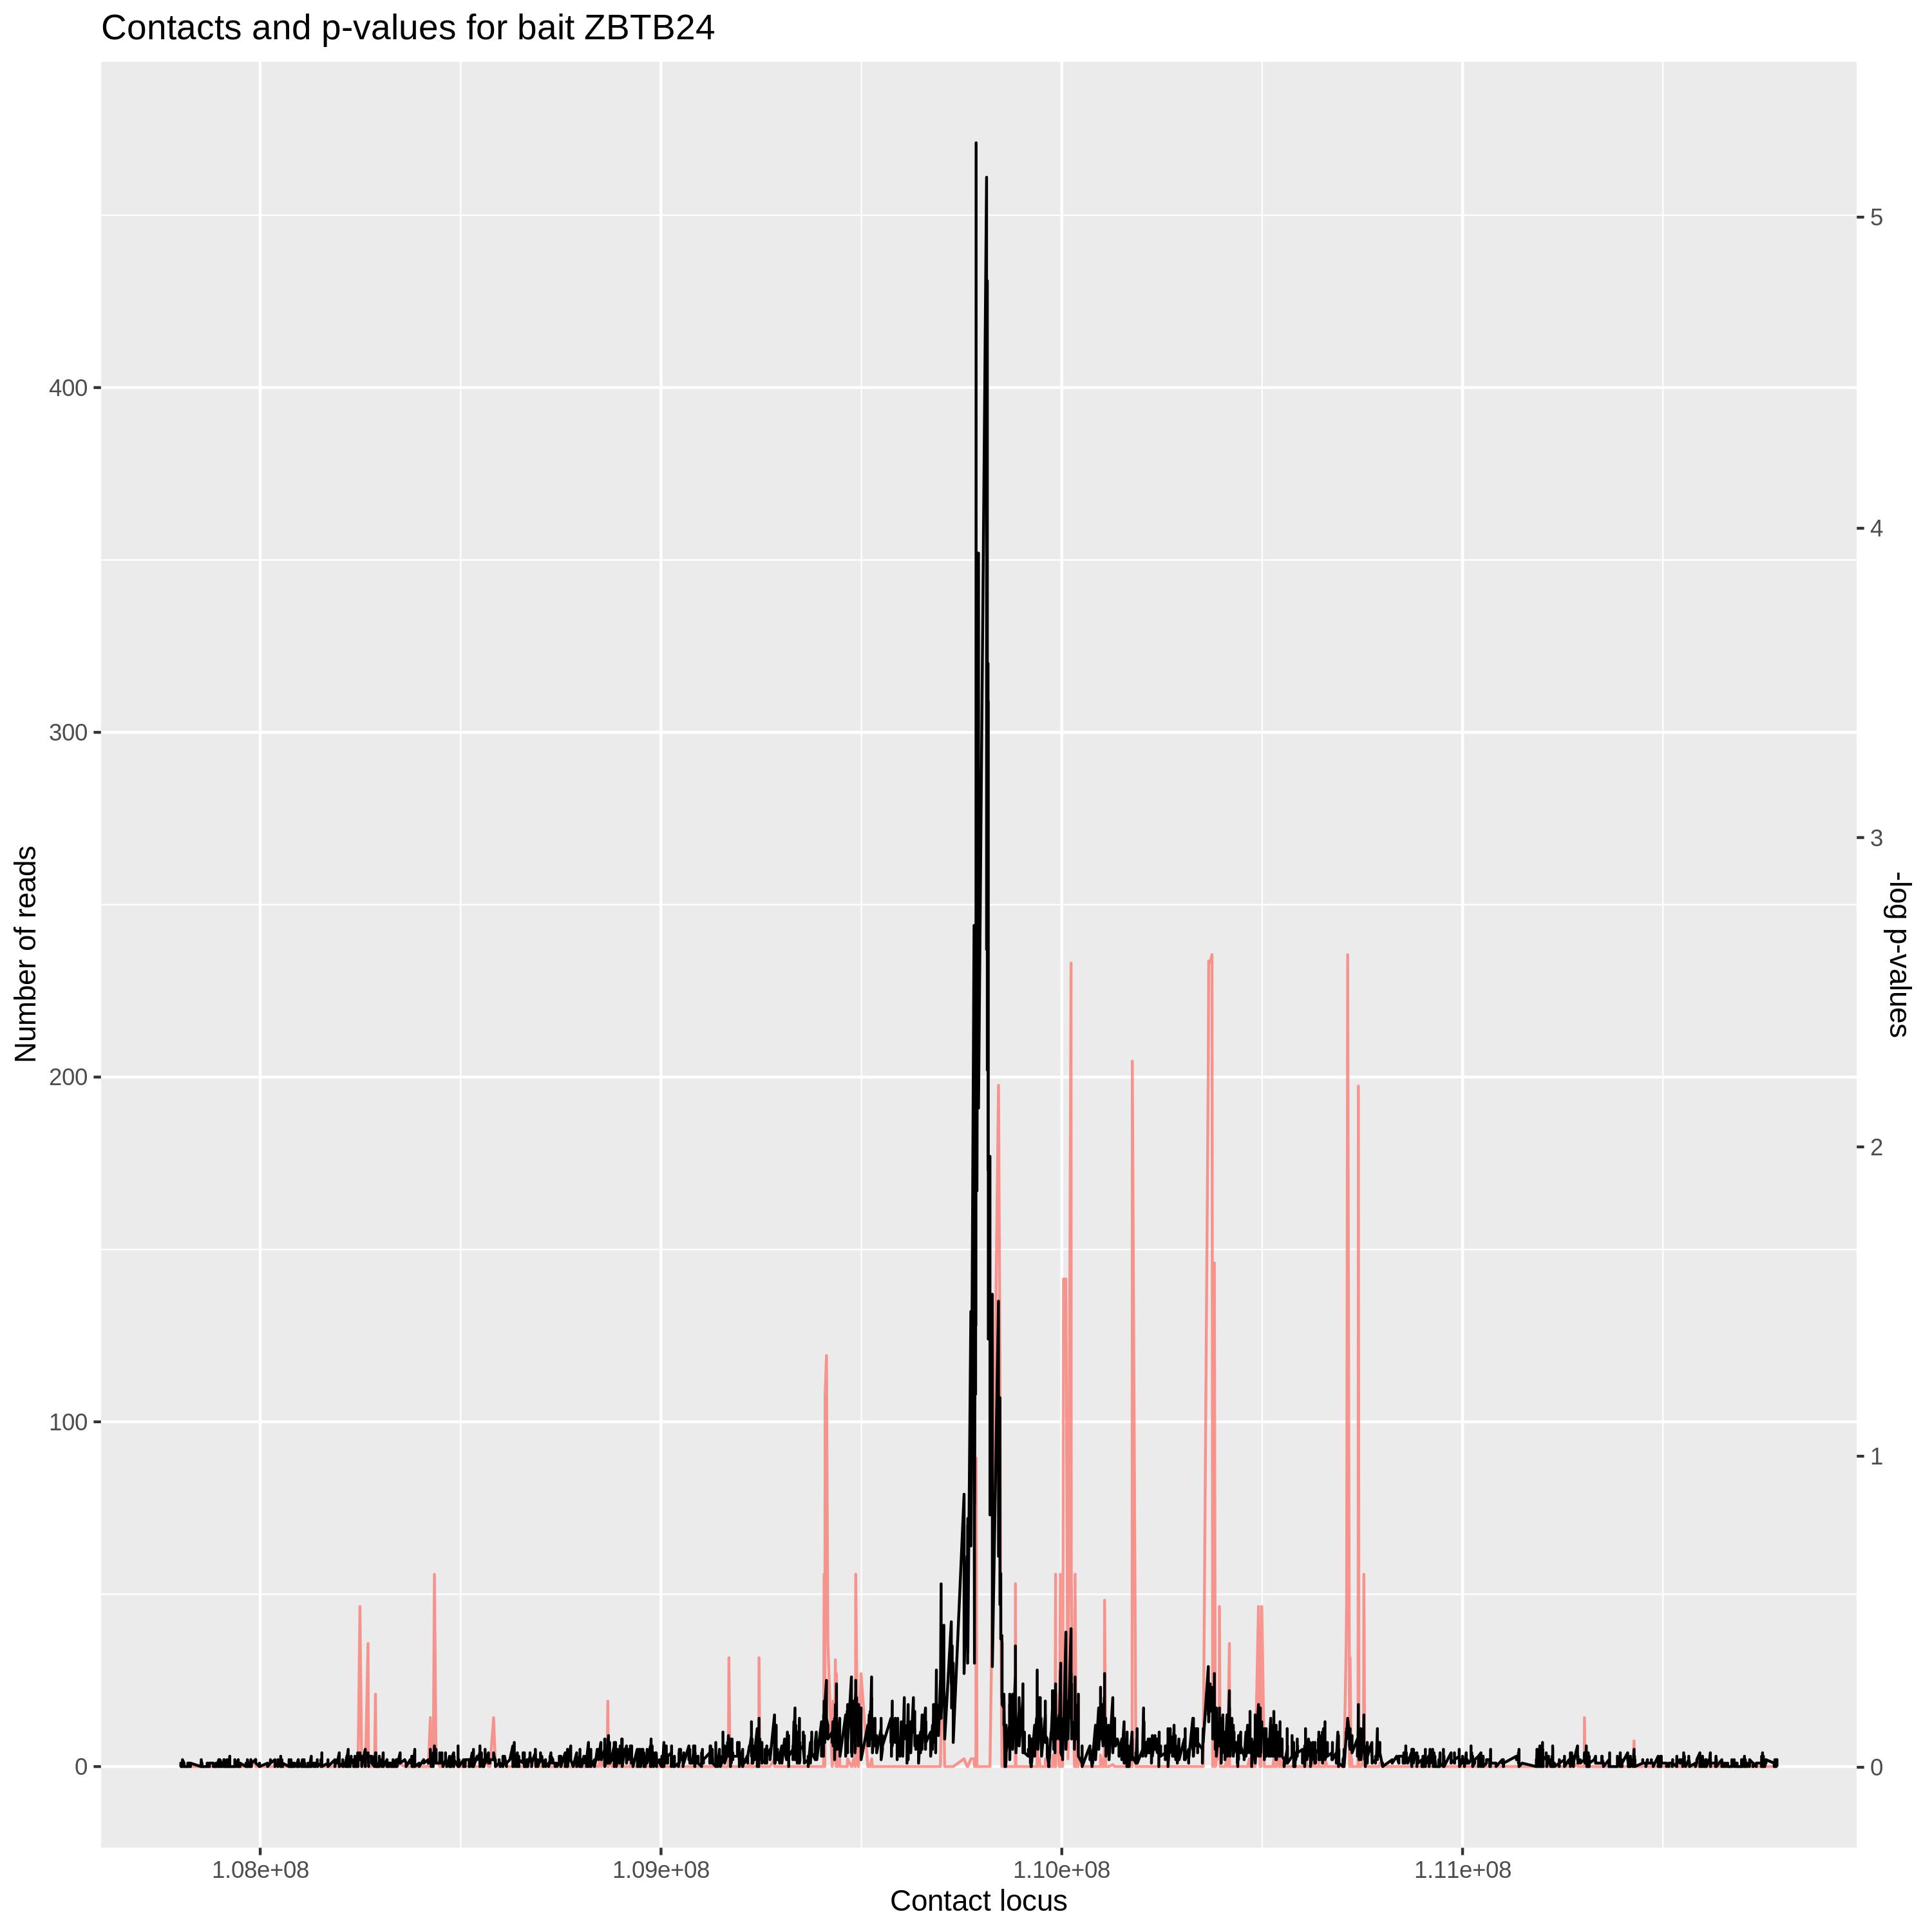 Contacts and p-values for bait ZBTB24
Number of reads
400
300
200
100
0
5
4
3
2
1
0
-log p-values
1.08e+08
1.09e+08
1.10e+08
1.11e+08
Contact locus